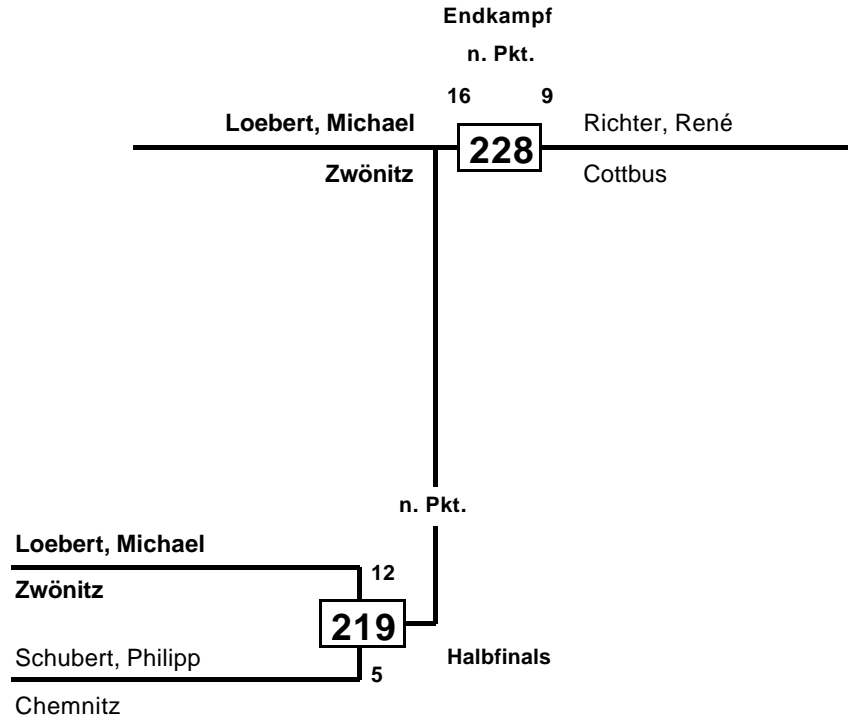 Endkampf
n. Pkt.
16 9
Loebert, Michael 228 Richter, René
Zwönitz Cottbus
n. Pkt.
Loebert, Michael
12
Zwönitz
219
Schubert, Philipp Halbfinals
5
Chemnitz